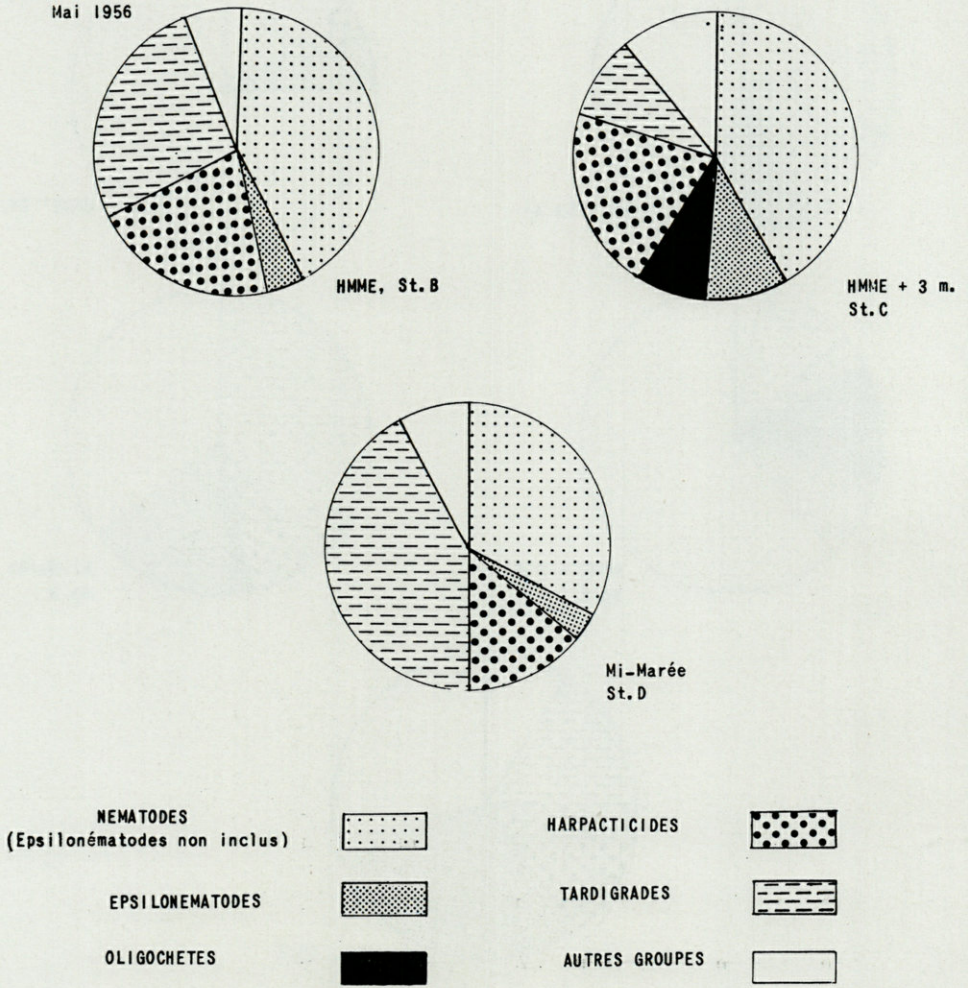 Mai 1956
HMME, St.B
HMME + 3 m.
St.C
Mi-Marée
St.D
NEMATODES
(Epsilonématodes non inclus)
HARPACTICIDES
EPSILONEMATODES
TARDIGRADES
OLIGOCHETES
AUTRES GROUPES